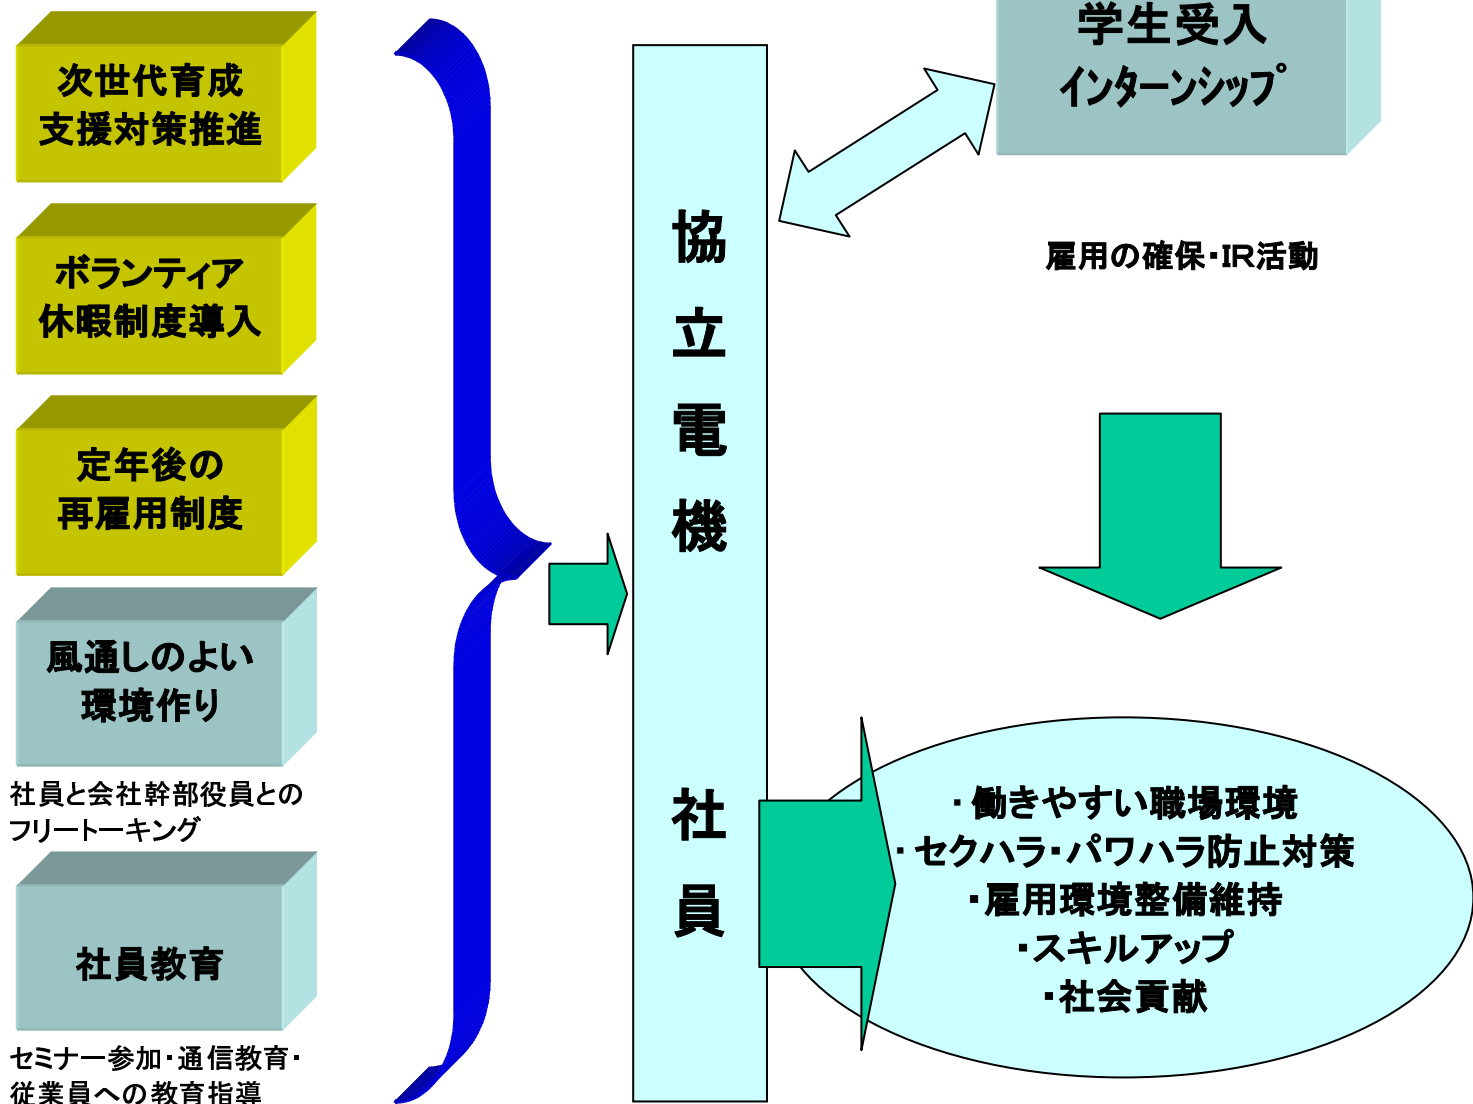 次世代育成
支援対策推進
ボランティア
休暇制度導入
定年後の
再雇用制度
風通しのよい
環境作り
社員と会社幹部役員との
フリートーキング
社員教育
セミナー参加・通信教育・
従業員への教育指導
協立電機 社員
学生受入
インターンシップ
雇用の確保・IR活動
・働きやすい職場環境
・セクハラ・パワハラ防止対策
・雇用環境整備維持
・スキルアップ
・社会貢献